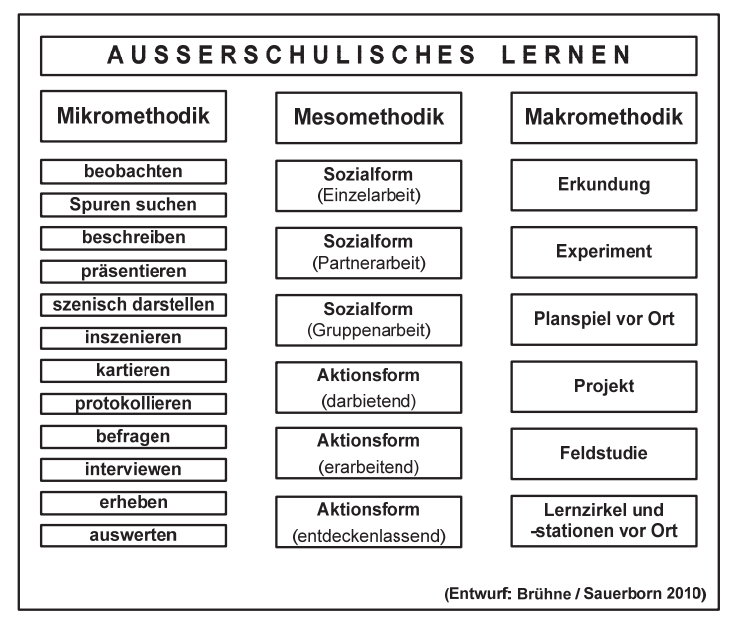 AUSSERSCHULISCHES LERNEN
Mikromethodik
beobachten
Spuren suchen
beschreiben
präsentieren
szenisch darstellen
inszenieren
kartieren
protokollieren
befragen
interviewen
erheben
auswerten
Mesomethodik
Sozialform
(Einzelarbeit)
Sozialform
(Partnerarbeit)
Sozialform
(Gruppenarbeit)
Aktionsform
(darbietend)
Aktionsform
(erarbeitend)
Aktionsform
(entdeckenlassend)
Makromethodik
Erkundung
Experiment
Planspiel vor Ort
Projekt
Feldstudie
Lernzirkel und
-stationen vor Ort
(Entwurf: Brühne / Sauerborn 2010)